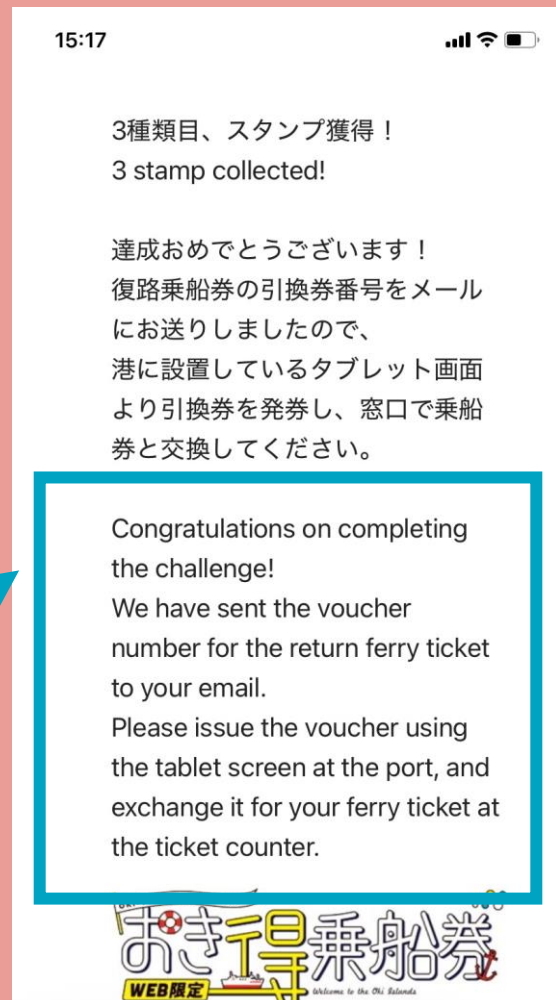 15:17
3種類目、スタンプ獲得！
3 stamp collected!
達成おめでとうございます！
復路乗船券の引換券番号をメール
にお送りしましたので、
港に設置しているタブレット画面
より引換券を発券し、窓口で乗船
券と交換してください。
Congratulations on completing
the challenge!
We have sent the voucher
number for the return ferry ticket
to your email.
Please issue the voucher using
the tablet screen at the port, and
exchange it for your ferry ticket at
the ticket counter.
おき得乗船券
WEB限定
Welcome to the Oki Islands